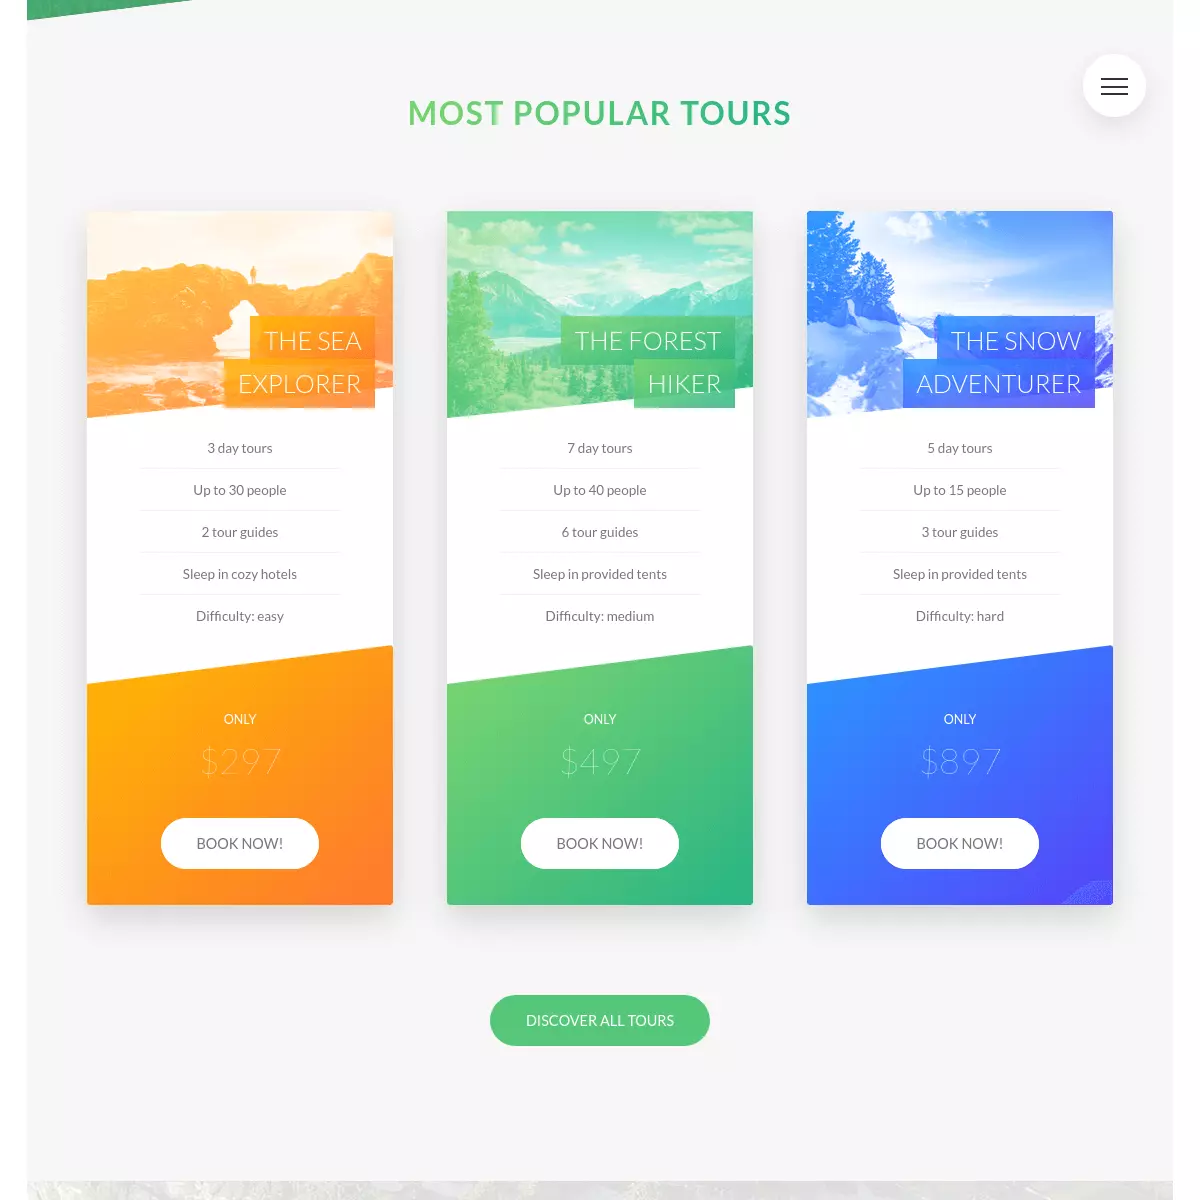 MOST POPULAR TOURS
THE SEA
EXPLORER
3 day tours
Up to 30 people
2 tour guides
Sleep in cozy hotels
Difficulty: easy
ONLY
$297
BOOK NOW!
THE FOREST
HIKER
7 day tours
Up to 40 people
6 tour guides
Sleep in provided tents
Difficulty: medium
ONLY
$497
BOOK NOW!
THE SNOW
ADVENTURER
5 day tours
Up to 15 people
3 tour guides
Sleep in provided tents
Difficulty: hard
ONLY
$897
BOOK NOW!
DISCOVER ALL TOURS